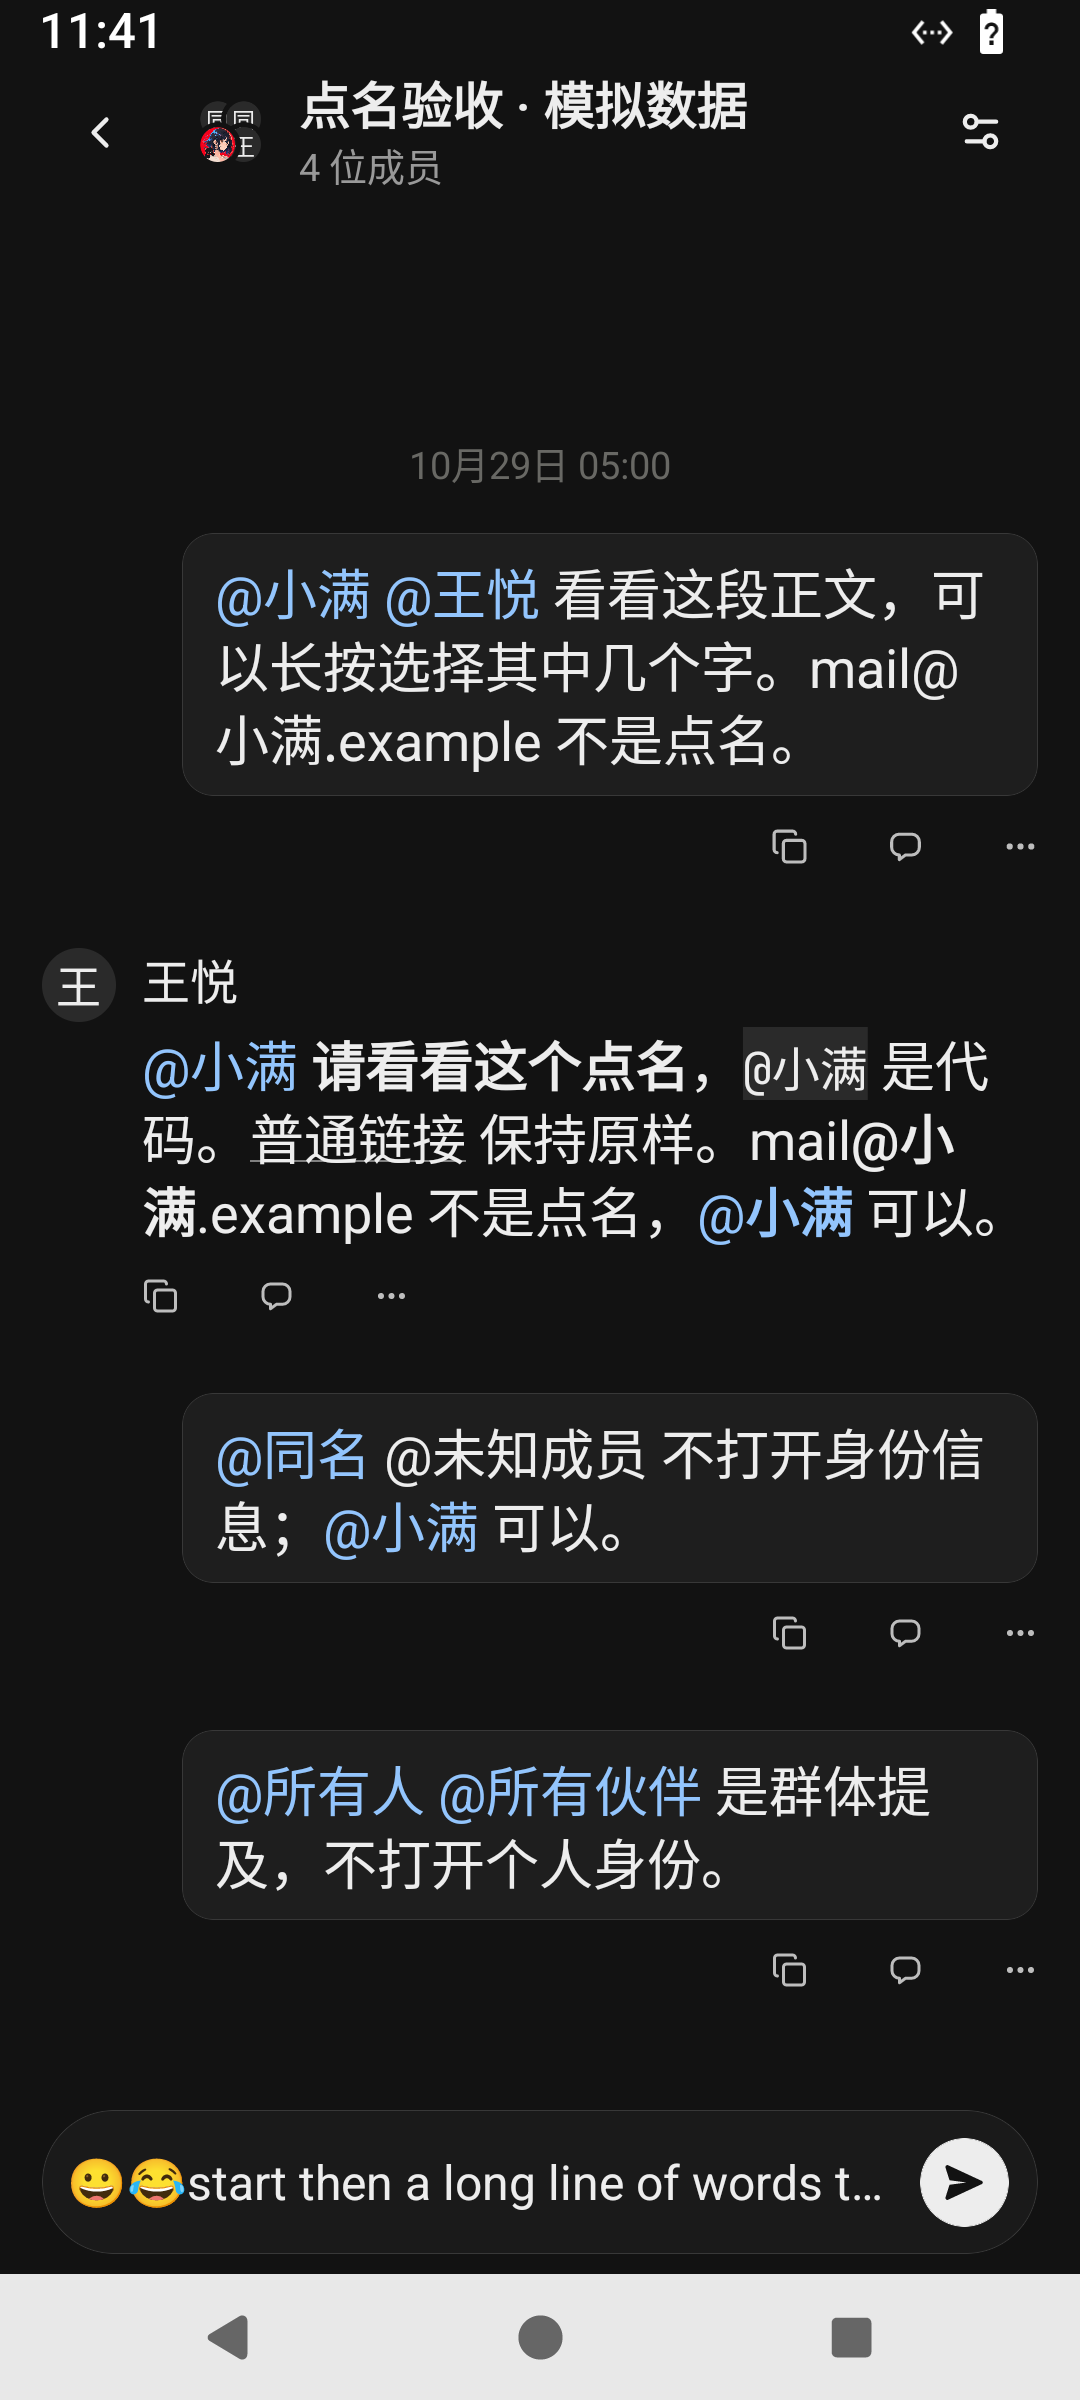 11:41
点名验收 · 模拟数据
4 位成员
10月29日 05:00
@小满 @王悦 看看这段正文，可
以长按选择其中几个字。mail@
小满.example 不是点名。
王 王悦
@小满 请看看这个点名，@小满 是代
码。普通链接 保持原样。mail@小
满.example 不是点名，@小满 可以。
@同名 @未知成员 不打开身份信
息；@小满 可以。
@所有人 @所有伙伴 是群体提
及，不打开个人身份。
😀😂start then a long line of words t...